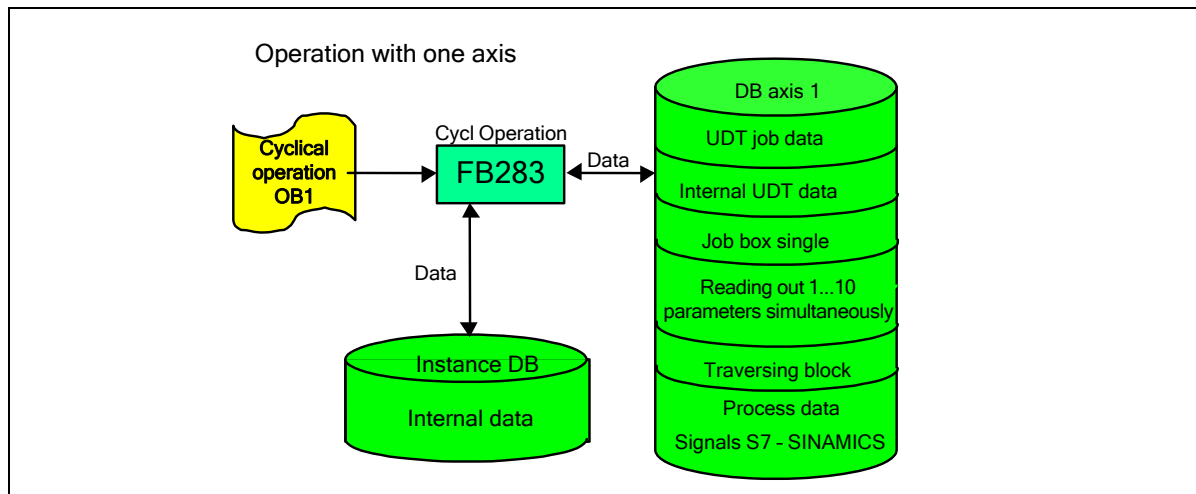 Operation with one axis
Cyclical
operation
OB1
Cycl Operation
FB283
Data
Data
Instance DB
Internal data
DB axis 1
UDT job data
Internal UDT data
Job box single
Reading out 1...10
parameters simultaneously
Traversing block
Process data
Signals S7 - SINAMICS